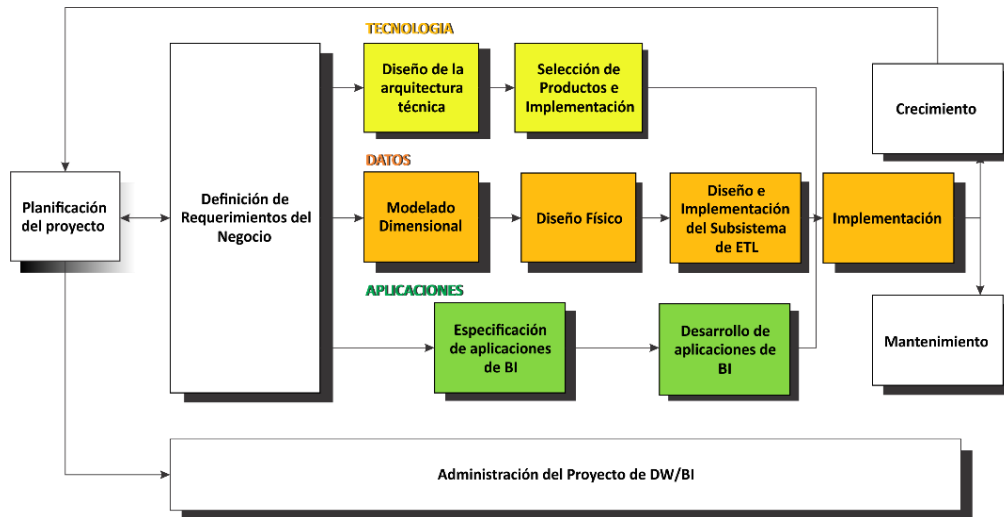 TECNOLOGIA
Diseño de la
arquitectura
técnica
Selección de
Productos e
Implementación
Crecimiento
DATOS
Planificación
del proyecto
Definición de
Requerimientos del
Negocio
Modelado
Dimensional
Diseño Físico
Diseño e
Implementación
del Subsistema
de ETL
Implementación
APLICACIONES
Especificación
de aplicaciones
de BI
Desarrollo de
aplicaciones de
BI
Mantenimiento
Administración del Proyecto de DW/BI